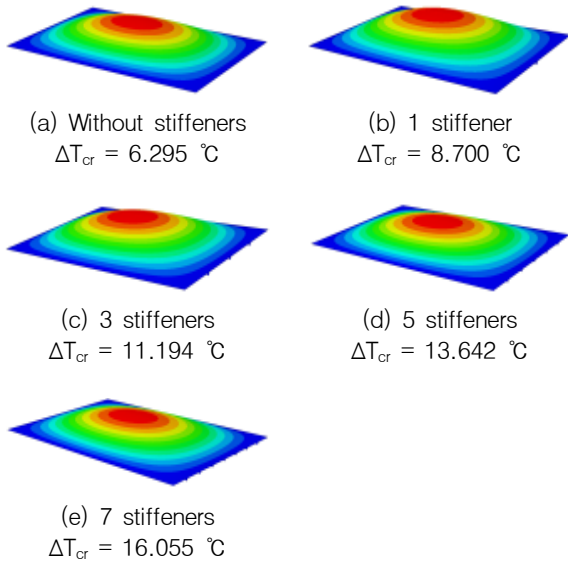 (a) Without stiffeners
ΔTcr = 6.295 ℃
(b) 1 stiffener
ΔTcr = 8.700 ℃
(c) 3 stiffeners
ΔTcr = 11.194 ℃
(d) 5 stiffeners
ΔTcr = 13.642 ℃
(e) 7 stiffeners
ΔTcr = 16.055 ℃